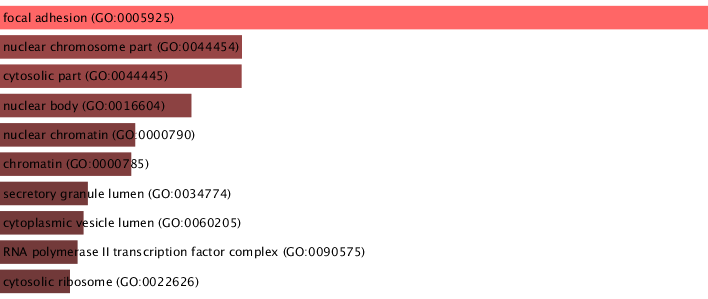 focal adhesion (GO:0005925)
nuclear chromosome part (GO:0044454)
cytosolic part (GO:0044445)
nuclear body (GO:0016604)
nuclear chromatin (GO:0000790)
chromatin (GO:0000785)
secretory granule lumen (GO:0034774)
cytoplasmic vesicle lumen (GO:0060205)
RNA polymerase II transcription factor complex (GO:0090575)
cytosolic ribosome (GO:0022626)